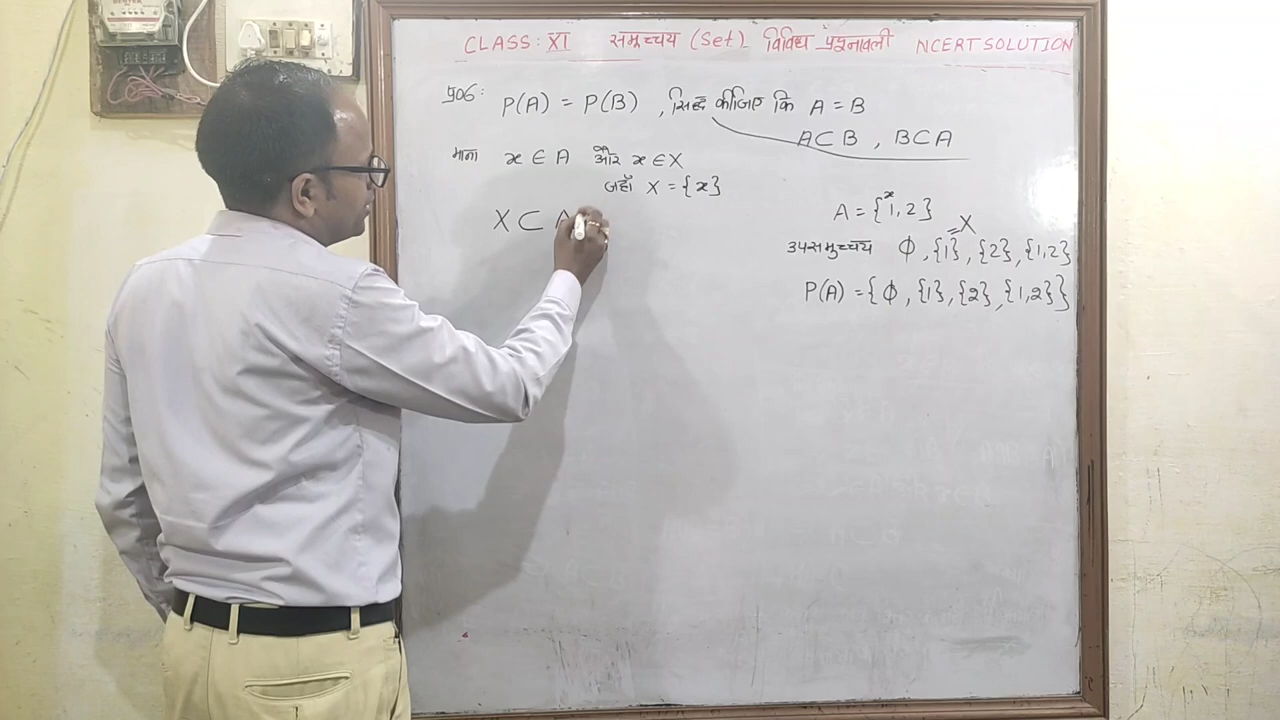 CLASS: XI समुच्चय (Set) विविध प्रश्नावली NCERT SOLUTION
प्र०6: P(A) = P(B) , सिद्ध कीजिए कि A = B
A⊂B , B⊂A
माना x ∈ A और x ∈ X
जहाँ X = {x}
X ⊂ A
x
A = {1,2}
= X
उपसमुच्चय ϕ , {1} , {2} , {1,2}
P(A) = {ϕ , {1} , {2} , {1,2}}